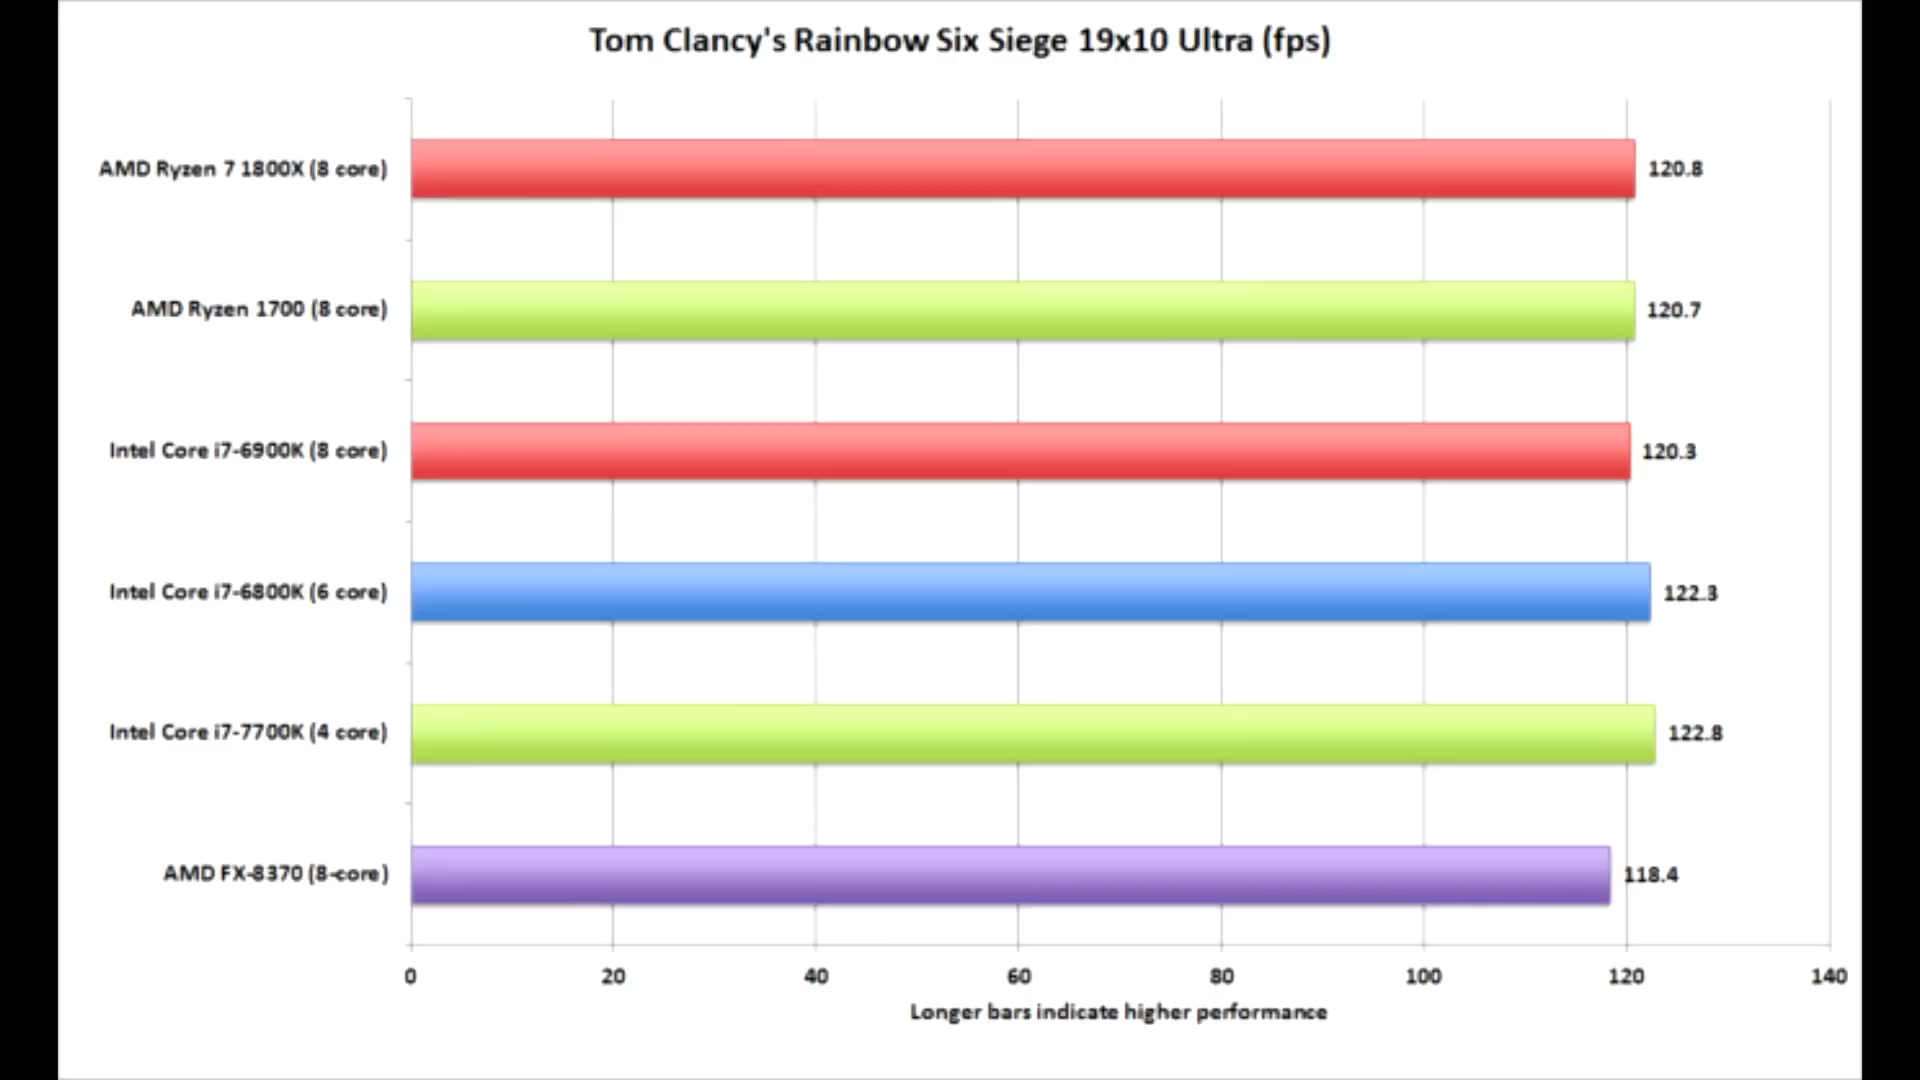 Tom Clancy's Rainbow Six Siege 19x10 Ultra (fps)
AMD Ryzen 7 1800X (8 core)
120.8
AMD Ryzen 1700 (8 core)
120.7
Intel Core i7-6900K (8 core)
120.3
Intel Core i7-6800K (6 core)
122.3
Intel Core i7-7700K (4 core)
122.8
AMD FX-8370 (8-core)
118.4
0 20 40 60 80 100 120 140
Longer bars indicate higher performance